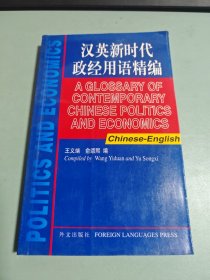 POLITICS AND ECONOMICS
汉英新时代
政经用语精编
A GLOSSARY OF
CONTEMPORARY
CHINESE POLITICS
AND ECONOMICS
Chinese-English
王义端 俞颂熙 编
Compiled by Wang Yiduan and Yu Songxi
外文出版社 FOREIGN LANGUAGES PRESS